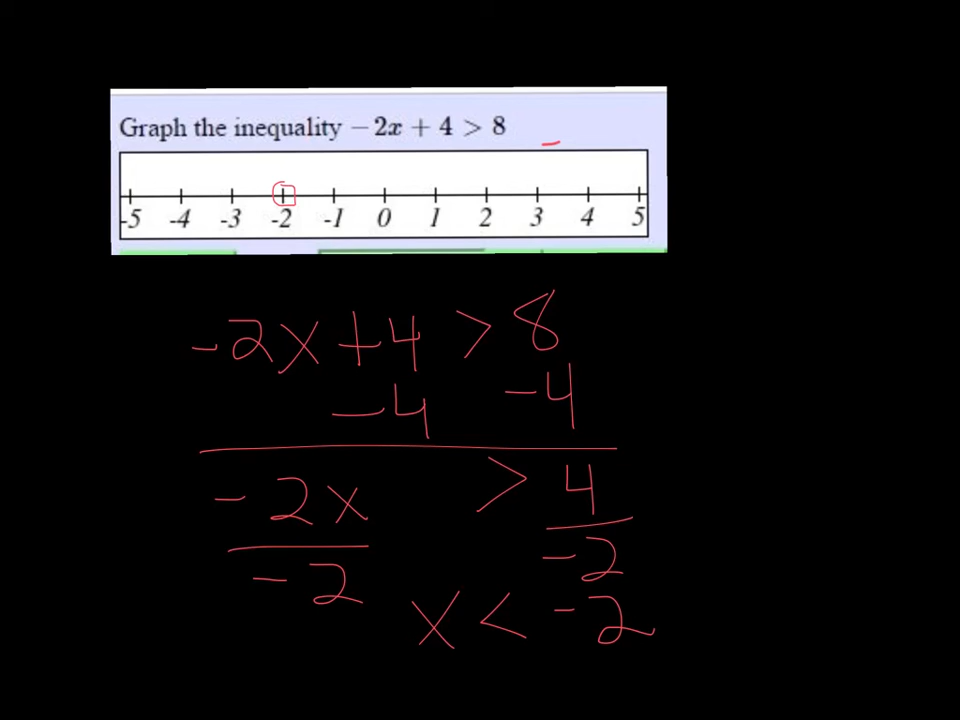 Graph the inequality −2x + 4 > 8
-5 -4 -3 -2 -1 0 1 2 3 4 5
-2x + 4 > 8
-4 -4
-2x > 4
-2 -2
x < -2